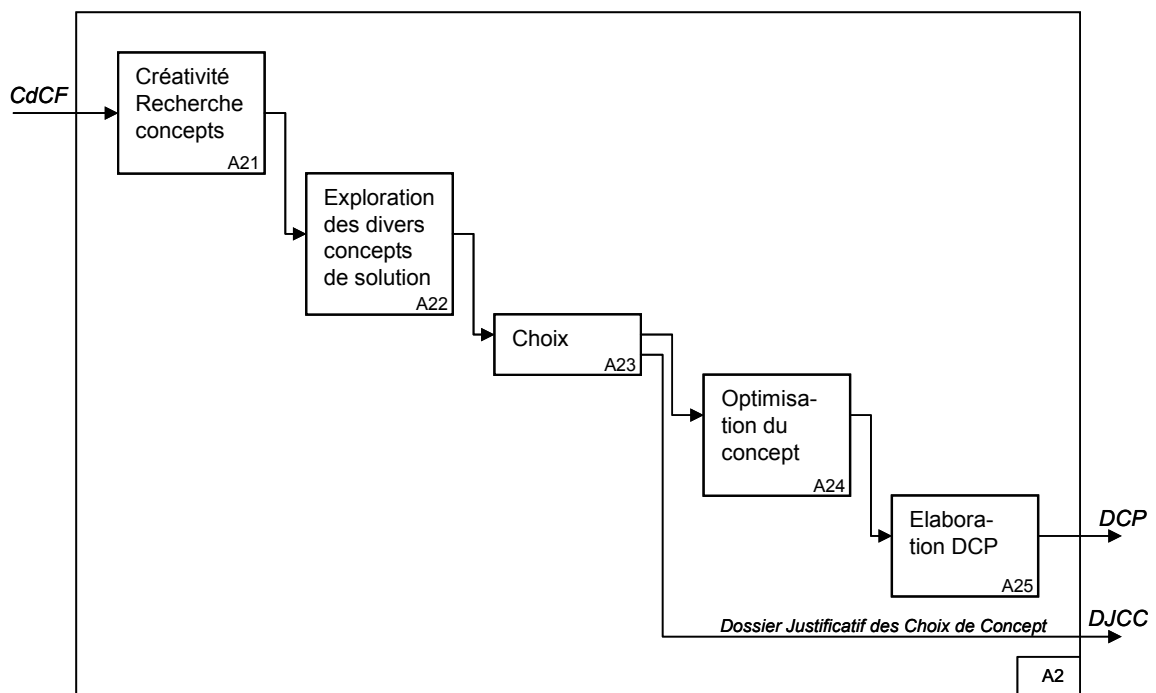 CdCF
Créativité
Recherche
concepts
A21
Exploration
des divers
concepts
de solution
A22
Choix
A23
Optimisa-
tion du
concept
A24
Elabora-
tion DCP
A25
DCP
Dossier Justificatif des Choix de Concept
DJCC
A2